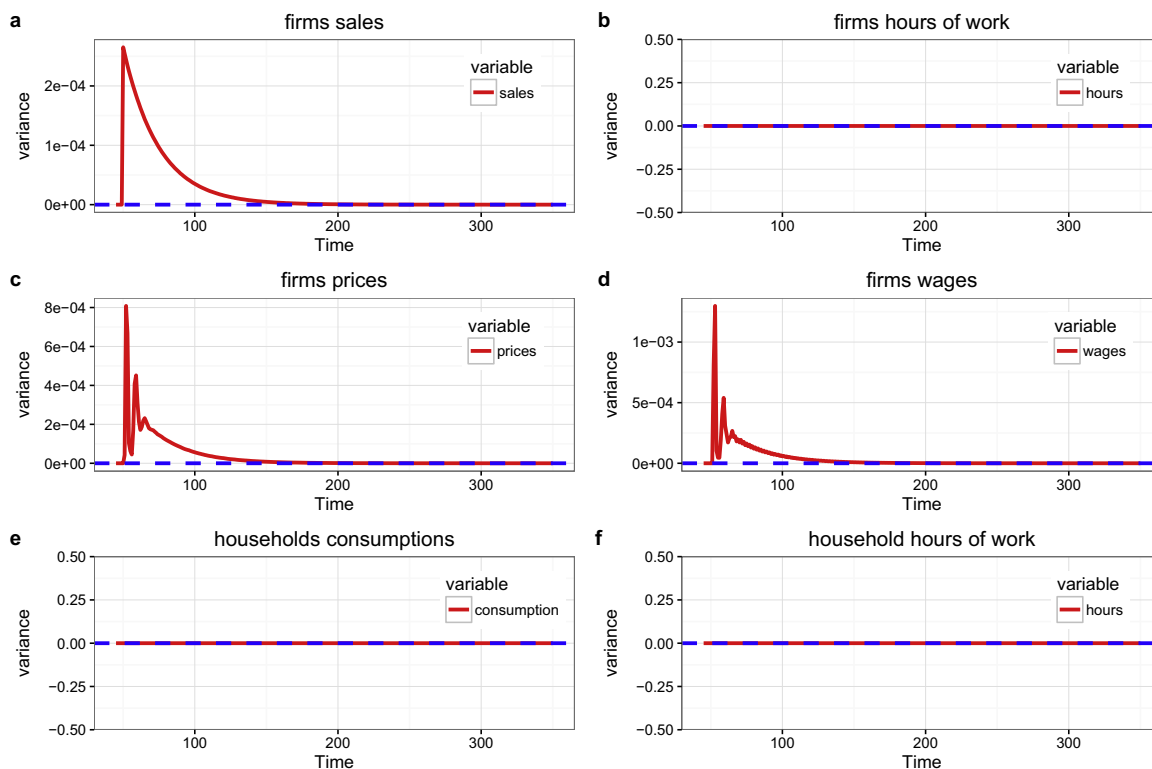 a firms sales
variance
2e−04
1e−04
0e+00
variable
sales
100 200 300
Time
b firms hours of work
variance
0.50
0.25
0.00
−0.25
−0.50
variable
hours
100 200 300
Time
c firms prices
variance
8e−04
6e−04
4e−04
2e−04
0e+00
variable
prices
100 200 300
Time
d firms wages
variance
1e−03
5e−04
0e+00
variable
wages
100 200 300
Time
e households consumptions
variance
0.50
0.25
0.00
−0.25
−0.50
variable
consumption
100 200 300
Time
f household hours of work
variance
0.50
0.25
0.00
−0.25
−0.50
variable
hours
100 200 300
Time